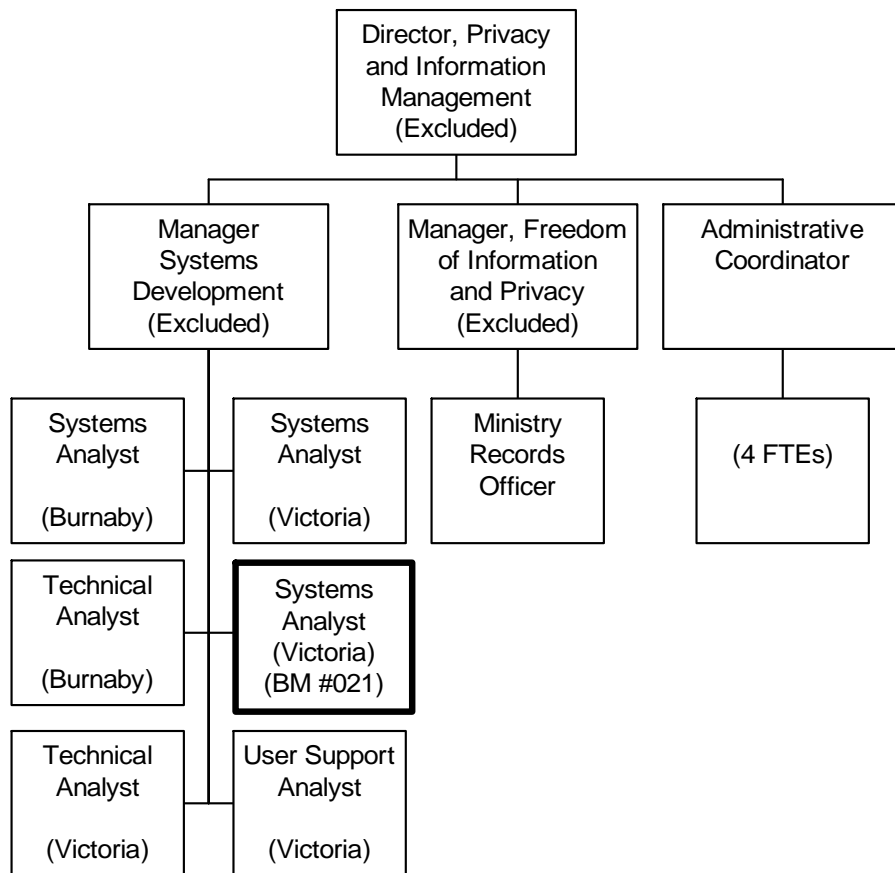 Director, Privacy
and Information
Management
(Excluded)
Manager
Systems
Development
(Excluded)
Manager, Freedom
of Information
and Privacy
(Excluded)
Administrative
Coordinator
Systems
Analyst
(Burnaby)
Systems
Analyst
(Victoria)
Ministry
Records
Officer
(4 FTEs)
Technical
Analyst
(Burnaby)
Systems
Analyst
(Victoria)
(BM #021)
Technical
Analyst
(Victoria)
User Support
Analyst
(Victoria)